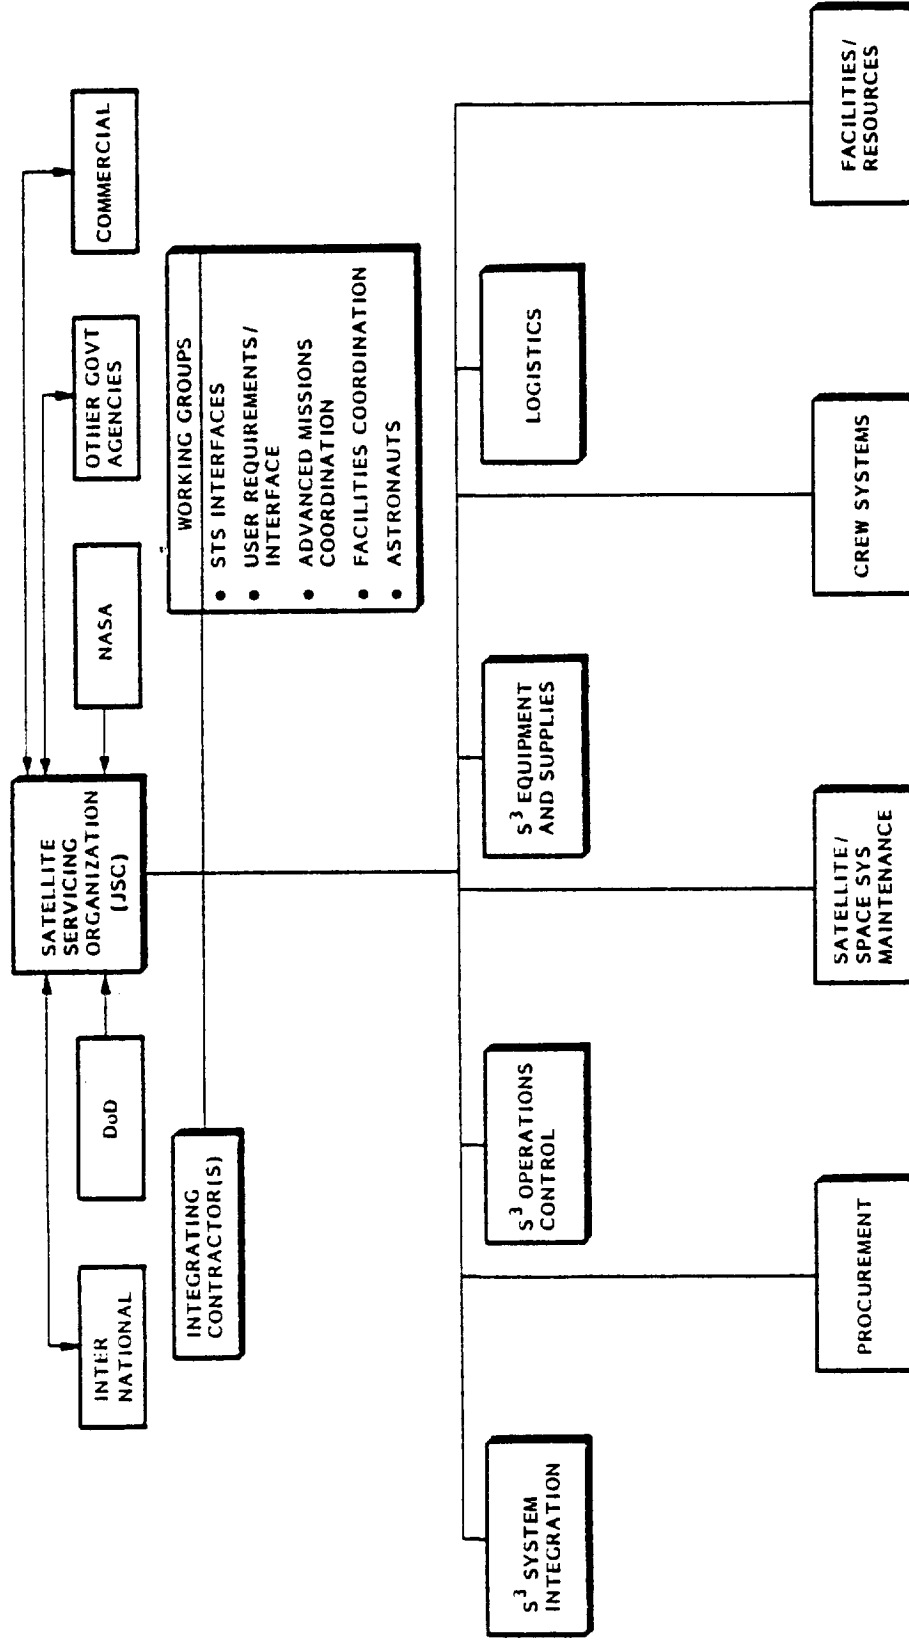 SATELLITE
SERVICING
ORGANIZATION
(JSC)
INTER
NATIONAL
DoD
NASA
OTHER GOVT
AGENCIES
COMMERCIAL
INTEGRATING
CONTRACTOR(S)
WORKING GROUPS
• STS INTERFACES
• USER REQUIREMENTS/
INTERFACE
• ADVANCED MISSIONS
COORDINATION
• FACILITIES COORDINATION
• ASTRONAUTS
S³ SYSTEM
INTEGRATION
S³ OPERATIONS
CONTROL
S³ EQUIPMENT
AND SUPPLIES
LOGISTICS
PROCUREMENT
SATELLITE/
SPACE SYS
MAINTENANCE
CREW SYSTEMS
FACILITIES/
RESOURCES